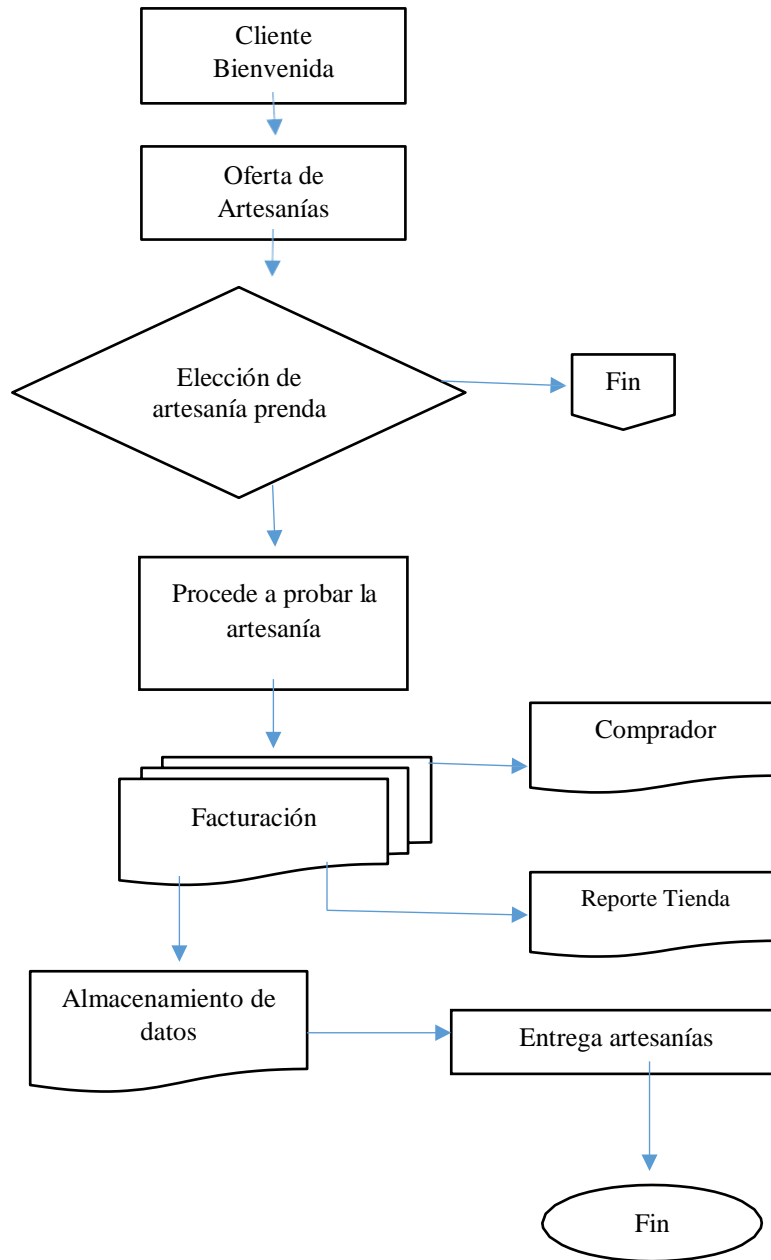 Cliente
Bienvenida
Oferta de
Artesanías
Elección de
artesanía prenda
Fin
Procede a probar la
artesanía
Comprador
Facturación
Reporte Tienda
Almacenamiento de
datos
Entrega artesanías
Fin